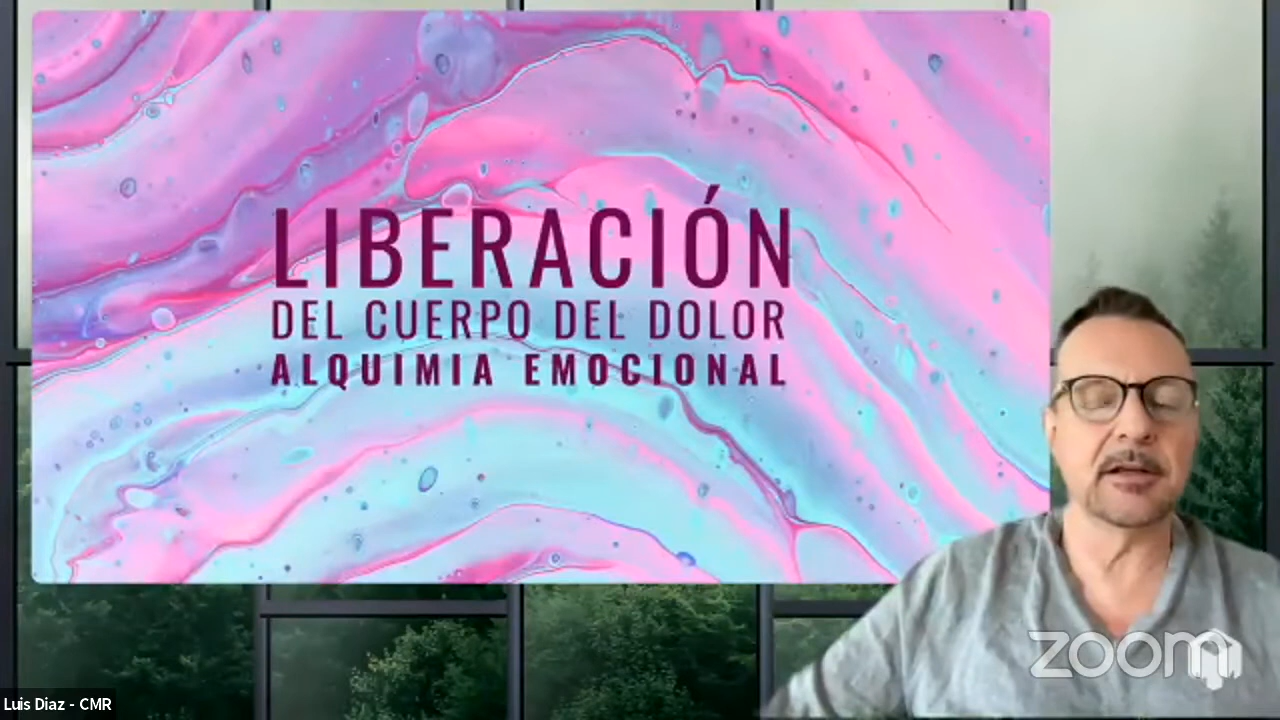 LIBERACIÓN
DEL CUERPO DEL DOLOR
ALQUIMIA EMOCIONAL
zoom
Luis Diaz - CMR